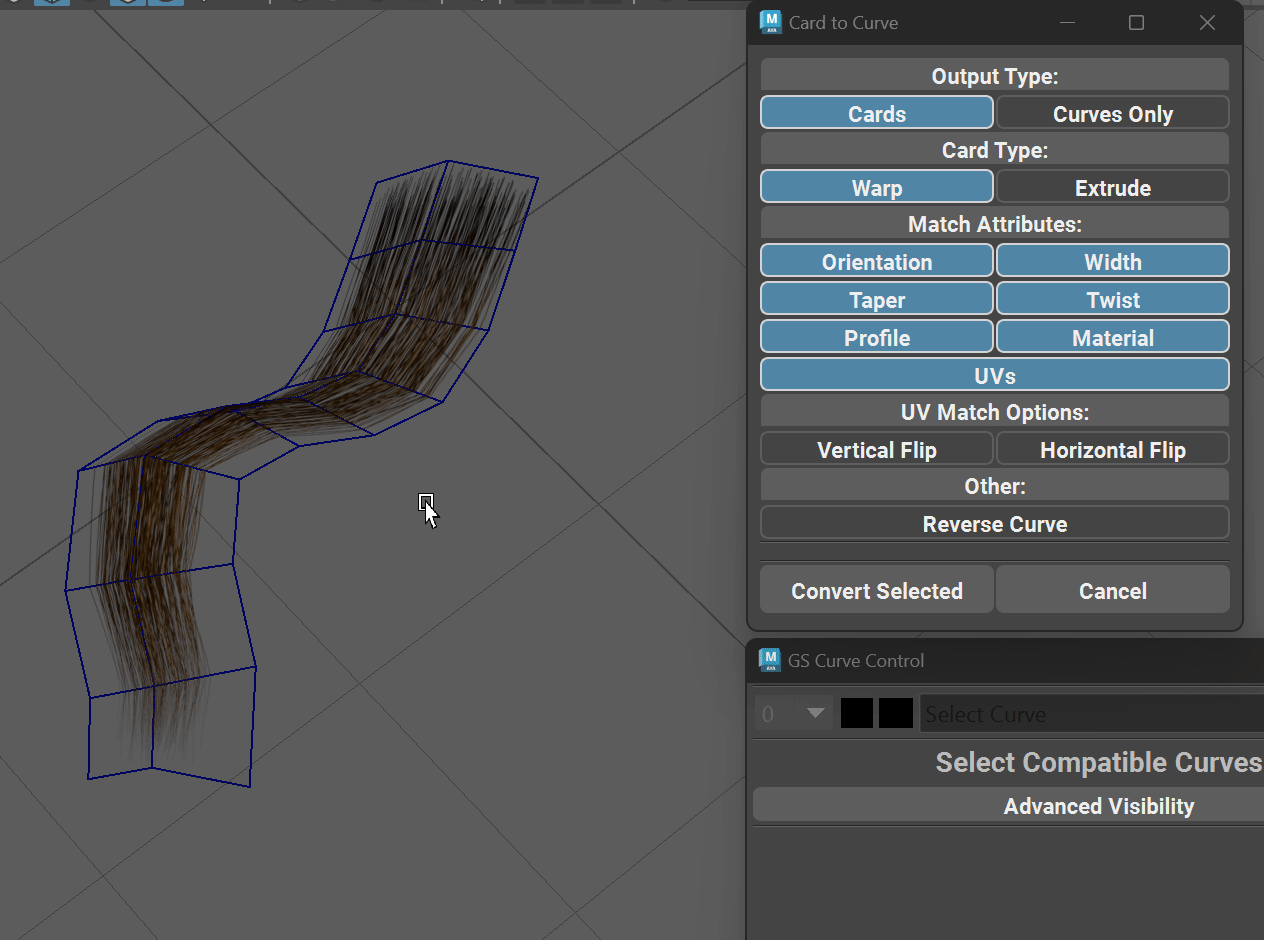 Card to Curve
Output Type:
Cards Curves Only
Card Type:
Warp Extrude
Match Attributes:
Orientation Width
Taper Twist
Profile Material
UVs
UV Match Options:
Vertical Flip Horizontal Flip
Other:
Reverse Curve
Convert Selected Cancel
GS Curve Control
0 Select Curve
Select Compatible Curves
Advanced Visibility